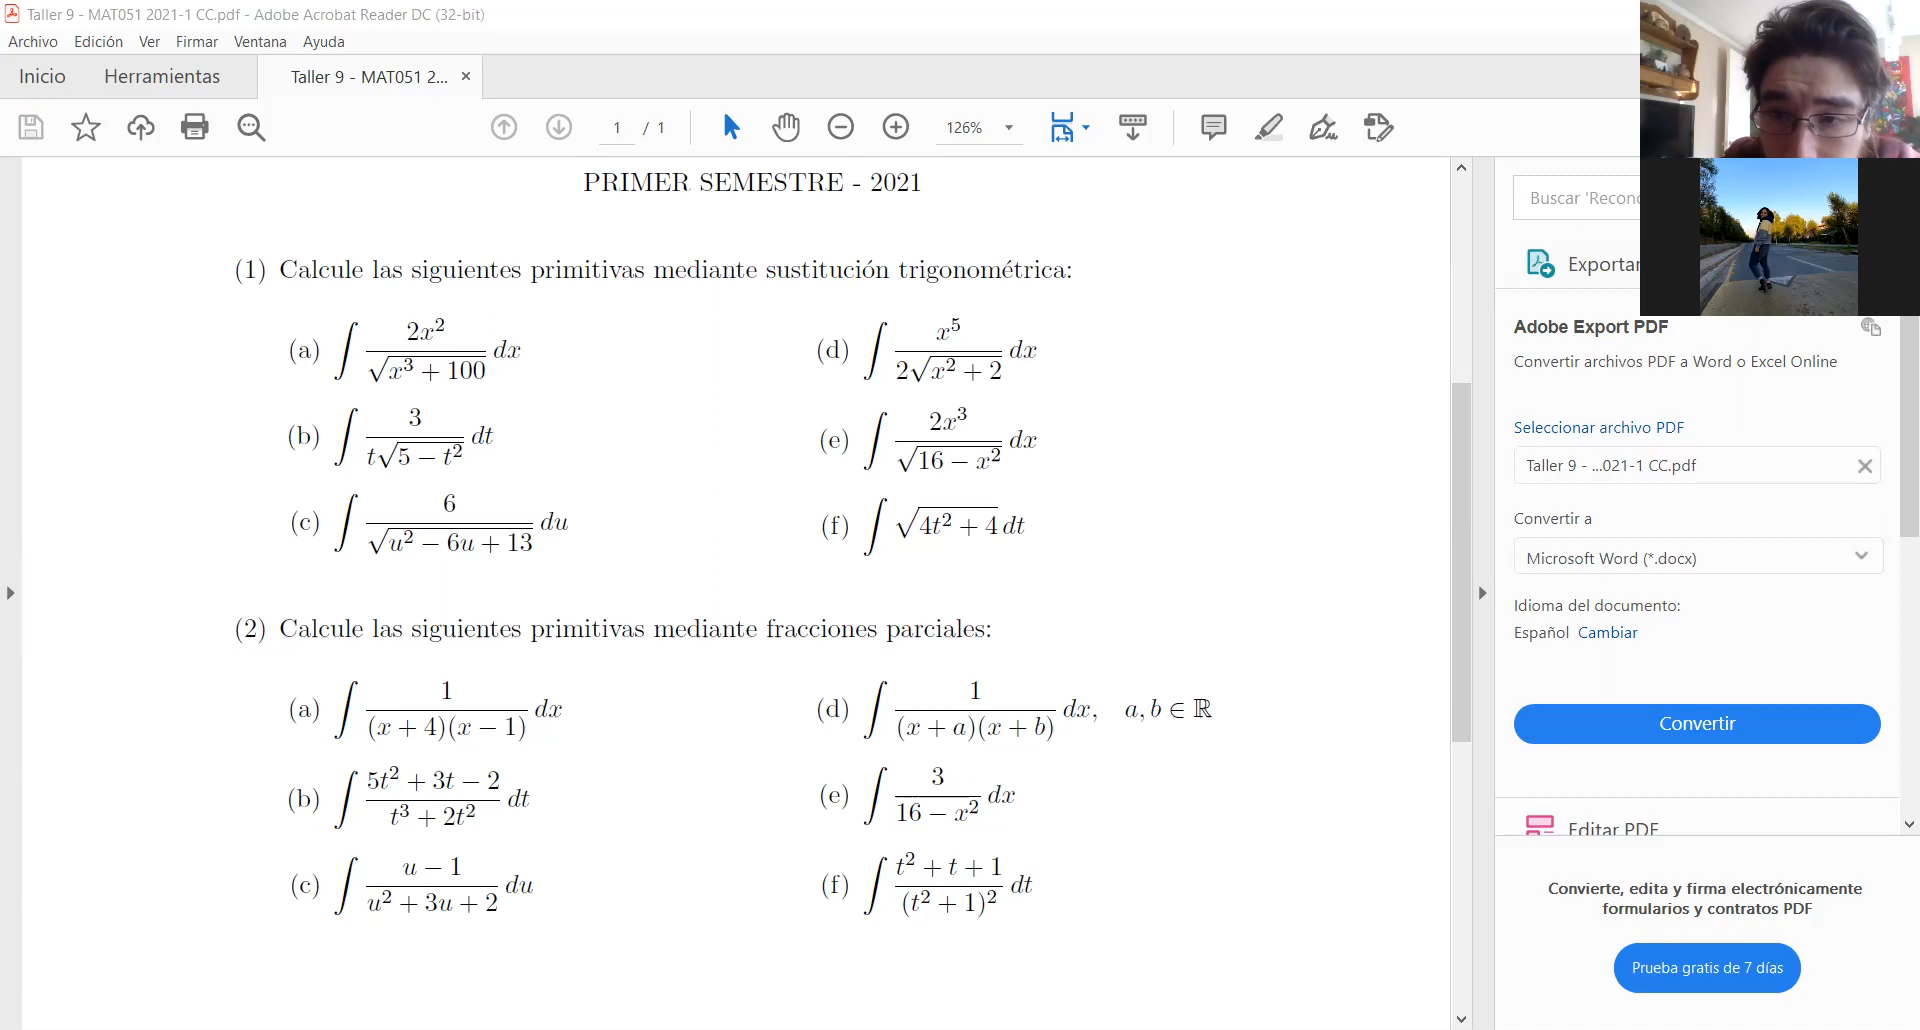 Taller 9 - MAT051 2021-1 CC.pdf - Adobe Acrobat Reader DC (32-bit)
Archivo Edición Ver Firmar Ventana Ayuda
Inicio Herramientas Taller 9 - MAT051 2... ×
1 / 1 126%
PRIMER SEMESTRE - 2021
(1) Calcule las siguientes primitivas mediante sustitución trigonométrica:
(a) ∫ 2x² / √(x³ + 100) dx
(b) ∫ 3 / (t√(5 − t²)) dt
(c) ∫ 6 / √(u² − 6u + 13) du
(d) ∫ x⁵ / (2√(x² + 2)) dx
(e) ∫ 2x³ / √(16 − x²) dx
(f) ∫ √(4t² + 4) dt
(2) Calcule las siguientes primitivas mediante fracciones parciales:
(a) ∫ 1 / ((x + 4)(x − 1)) dx
(b) ∫ (5t² + 3t − 2) / (t³ + 2t²) dt
(c) ∫ (u − 1) / (u² + 3u + 2) du
(d) ∫ 1 / ((x + a)(x + b)) dx, a, b ∈ ℝ
(e) ∫ 3 / (16 − x²) dx
(f) ∫ (t² + t + 1) / (t² + 1)² dt
Buscar 'Recono
Exportar
Adobe Export PDF
Convertir archivos PDF a Word o Excel Online
Seleccionar archivo PDF
Taller 9 - ...021-1 CC.pdf
Convertir a
Microsoft Word (*.docx)
Idioma del documento:
Español Cambiar
Convertir
Editar PDF
Convierte, edita y firma electrónicamente
formularios y contratos PDF
Prueba gratis de 7 días